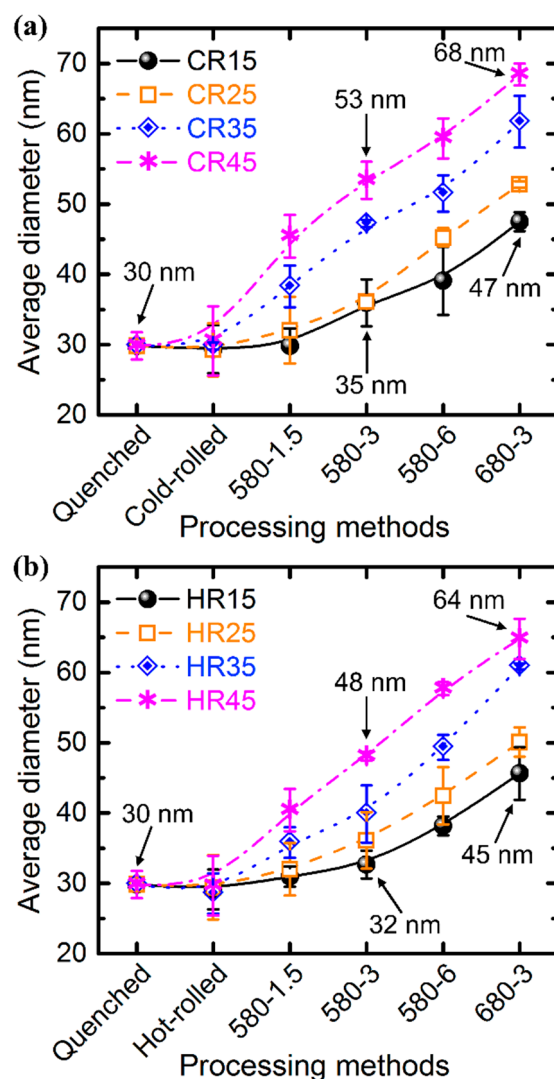 (a)
CR15
CR25
CR35
CR45
68 nm
53 nm
30 nm
47 nm
35 nm
70
60
50
40
30
20
Average diameter (nm)
Quenched
Cold-rolled
580-1.5
580-3
580-6
680-3
Processing methods
(b)
HR15
HR25
HR35
HR45
64 nm
48 nm
30 nm
45 nm
32 nm
70
60
50
40
30
20
Average diameter (nm)
Quenched
Hot-rolled
580-1.5
580-3
580-6
680-3
Processing methods